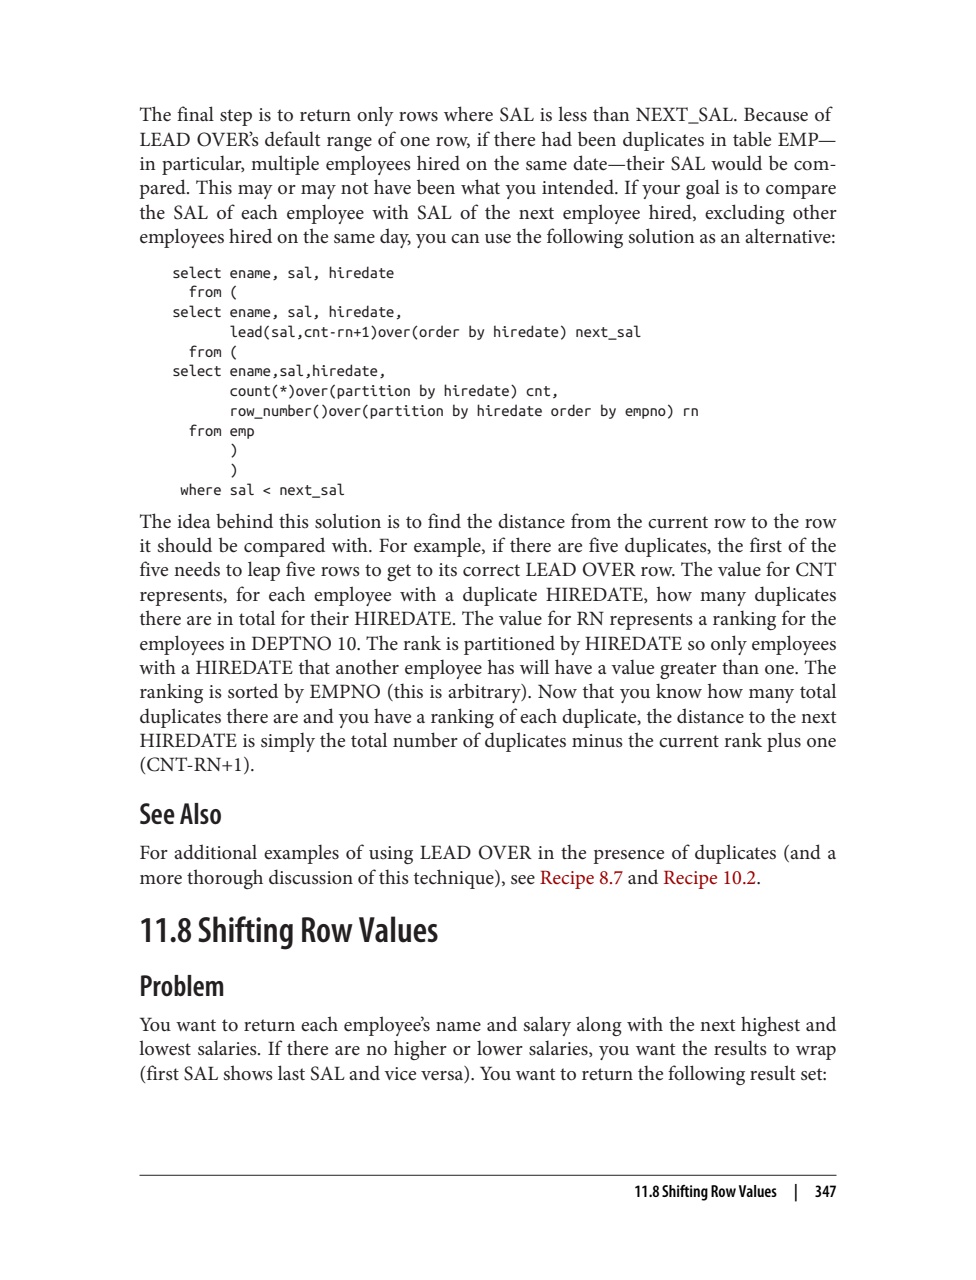 The final step is to return only rows where SAL is less than NEXT_SAL. Because of
LEAD OVER’s default range of one row, if there had been duplicates in table EMP—
in particular, multiple employees hired on the same date—their SAL would be com-
pared. This may or may not have been what you intended. If your goal is to compare
the SAL of each employee with SAL of the next employee hired, excluding other
employees hired on the same day, you can use the following solution as an alternative:
select ename, sal, hiredate
  from (
select ename, sal, hiredate,
       lead(sal,cnt-rn+1)over(order by hiredate) next_sal
  from (
select ename,sal,hiredate,
       count(*)over(partition by hiredate) cnt,
       row_number()over(partition by hiredate order by empno) rn
  from emp
       )
       )
 where sal < next_sal
The idea behind this solution is to find the distance from the current row to the row
it should be compared with. For example, if there are five duplicates, the first of the
five needs to leap five rows to get to its correct LEAD OVER row. The value for CNT
represents, for each employee with a duplicate HIREDATE, how many duplicates
there are in total for their HIREDATE. The value for RN represents a ranking for the
employees in DEPTNO 10. The rank is partitioned by HIREDATE so only employees
with a HIREDATE that another employee has will have a value greater than one. The
ranking is sorted by EMPNO (this is arbitrary). Now that you know how many total
duplicates there are and you have a ranking of each duplicate, the distance to the next
HIREDATE is simply the total number of duplicates minus the current rank plus one
(CNT-RN+1).
See Also
For additional examples of using LEAD OVER in the presence of duplicates (and a
more thorough discussion of this technique), see Recipe 8.7 and Recipe 10.2.
11.8 Shifting Row Values
Problem
You want to return each employee’s name and salary along with the next highest and
lowest salaries. If there are no higher or lower salaries, you want the results to wrap
(first SAL shows last SAL and vice versa). You want to return the following result set:
11.8 Shifting Row Values | 347